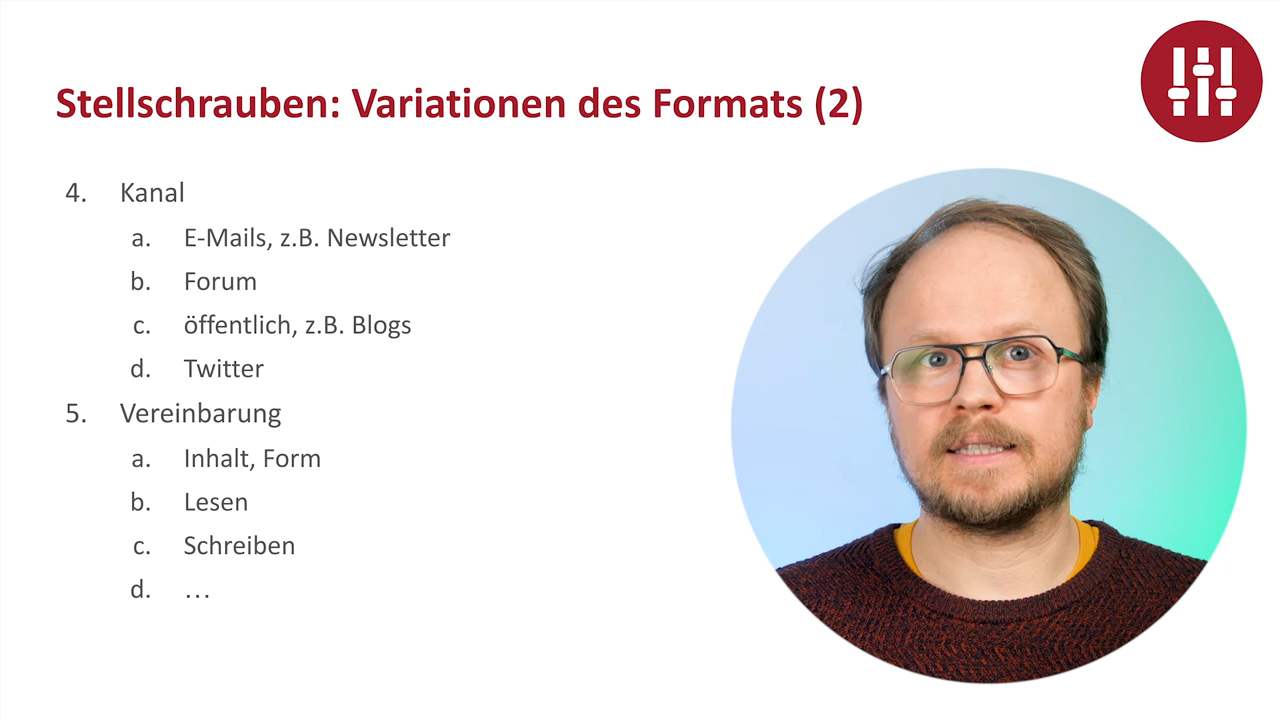 Stellschrauben: Variationen des Formats (2)
4. Kanal
a. E-Mails, z.B. Newsletter
b. Forum
c. öffentlich, z.B. Blogs
d. Twitter
5. Vereinbarung
a. Inhalt, Form
b. Lesen
c. Schreiben
d. …